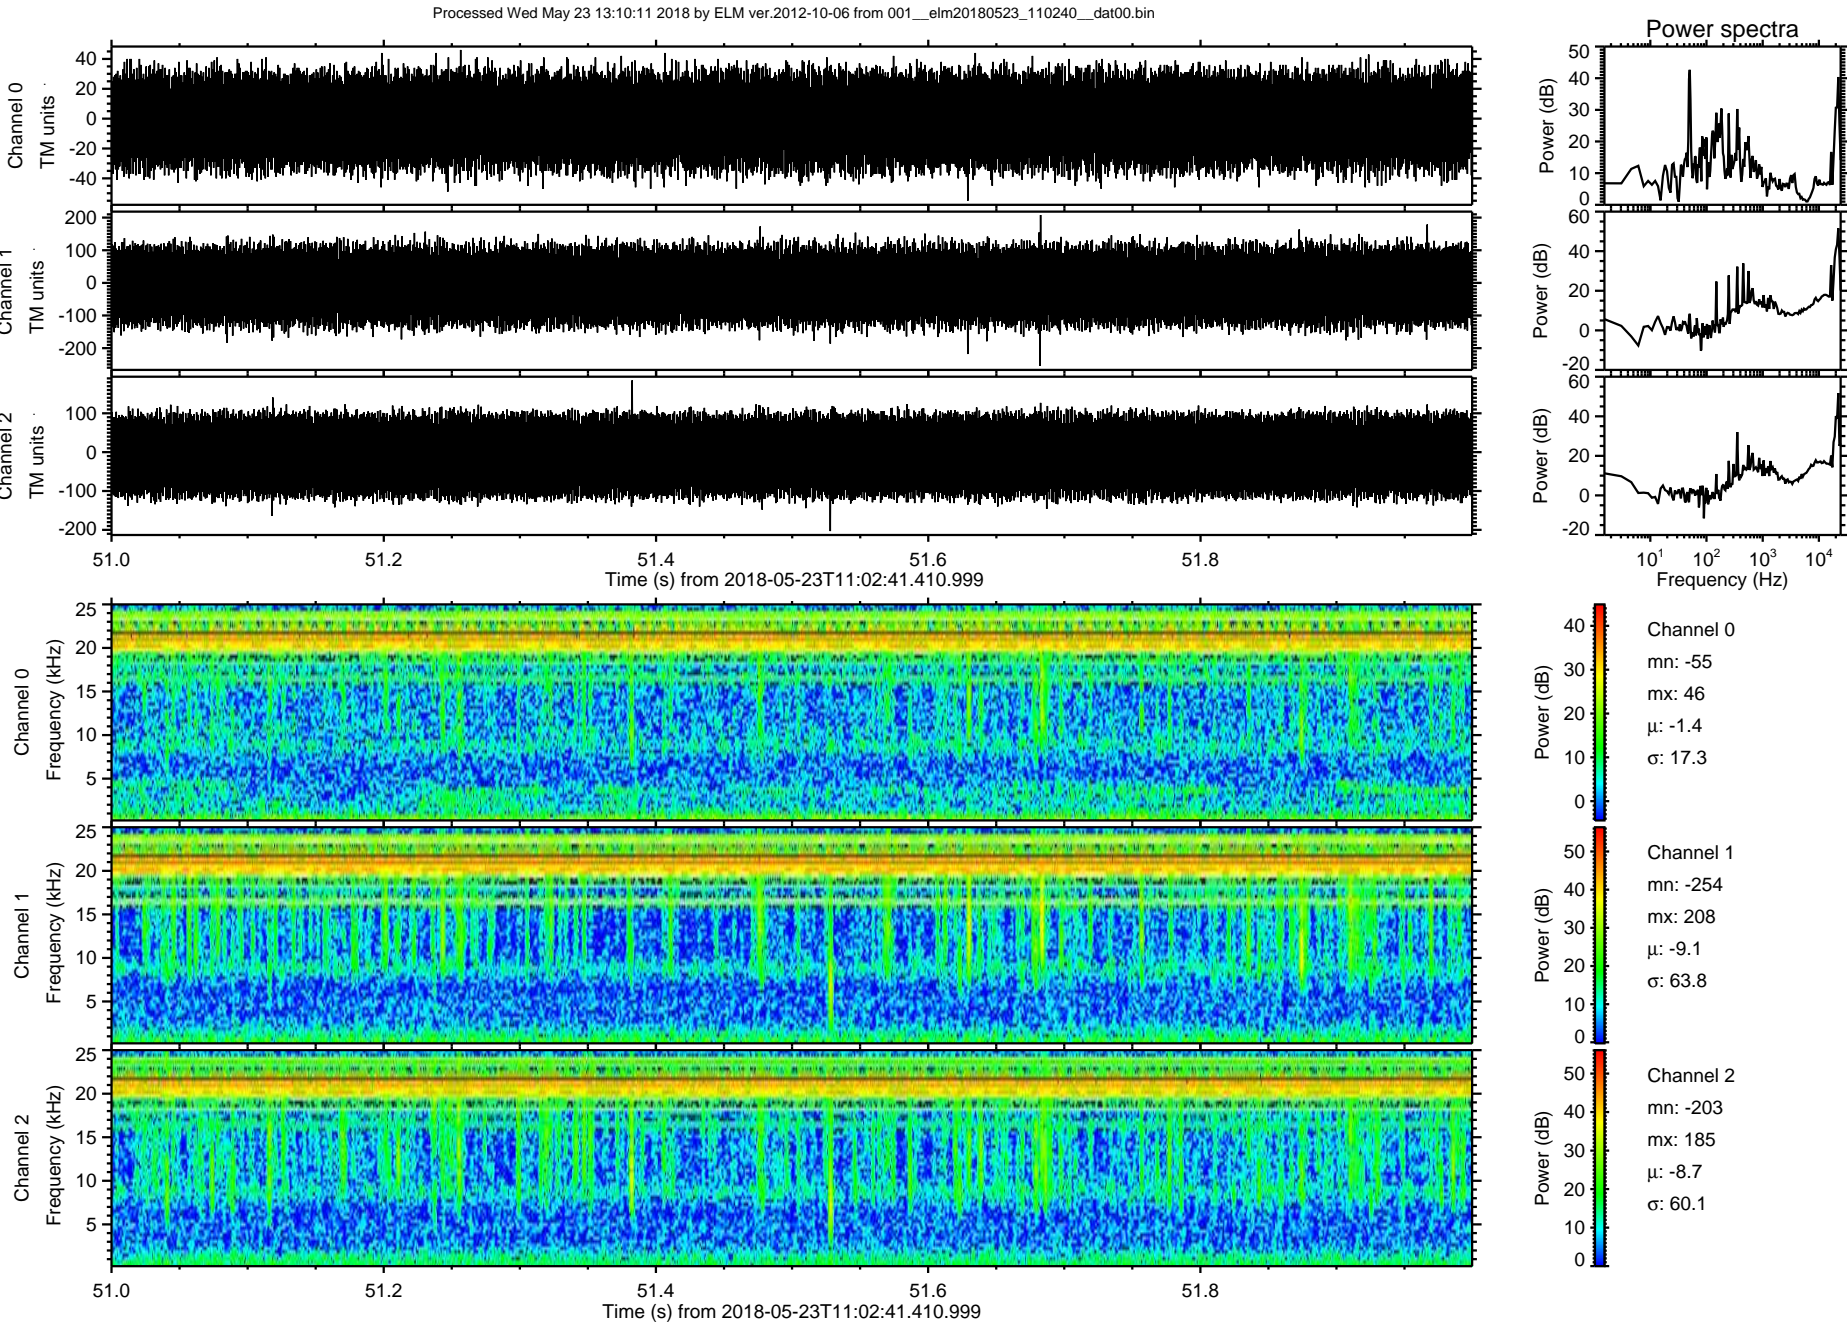 Processed Wed May 23 13:10:11 2018 by ELM ver.2012-10-06 from 001__elm20180523_110240__dat00.bin
Power spectra
Channel 0
TM units
40
20
0
-20
-40
Power (dB)
50
40
30
20
10
0
Channel 1
TM units
200
100
0
-100
-200
Power (dB)
60
40
20
0
-20
Channel 2
TM units
100
0
-100
-200
Power (dB)
60
40
20
0
-20
51.0
51.2
51.4
51.6
51.8
Time (s) from 2018-05-23T11:02:41.410.999
10^1
10^2
10^3
10^4
Frequency (Hz)
Channel 0
Frequency (kHz)
25
20
15
10
5
Power (dB)
40
30
20
10
0
Channel 0
mn: -55
mx: 46
μ: -1.4
σ: 17.3
Channel 1
Frequency (kHz)
25
20
15
10
5
Power (dB)
50
40
30
20
10
0
Channel 1
mn: -254
mx: 208
μ: -9.1
σ: 63.8
Channel 2
Frequency (kHz)
25
20
15
10
5
Power (dB)
50
40
30
20
10
0
Channel 2
mn: -203
mx: 185
μ: -8.7
σ: 60.1
51.0
51.2
51.4
51.6
51.8
Time (s) from 2018-05-23T11:02:41.410.999